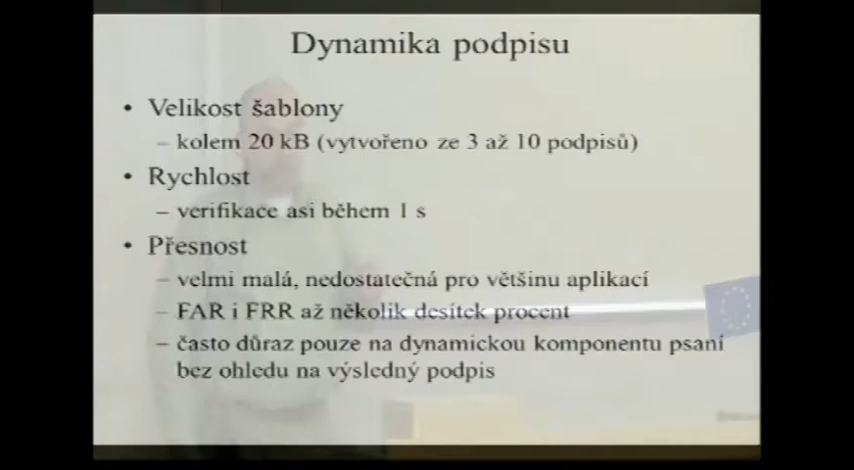 Dynamika podpisu
• Velikost šablony
– kolem 20 kB (vytvořeno ze 3 až 10 podpisů)
• Rychlost
– verifikace asi během 1 s
• Přesnost
– velmi malá, nedostatečná pro většinu aplikací
– FAR i FRR až několik desítek procent
– často důraz pouze na dynamickou komponentu psaní
bez ohledu na výsledný podpis